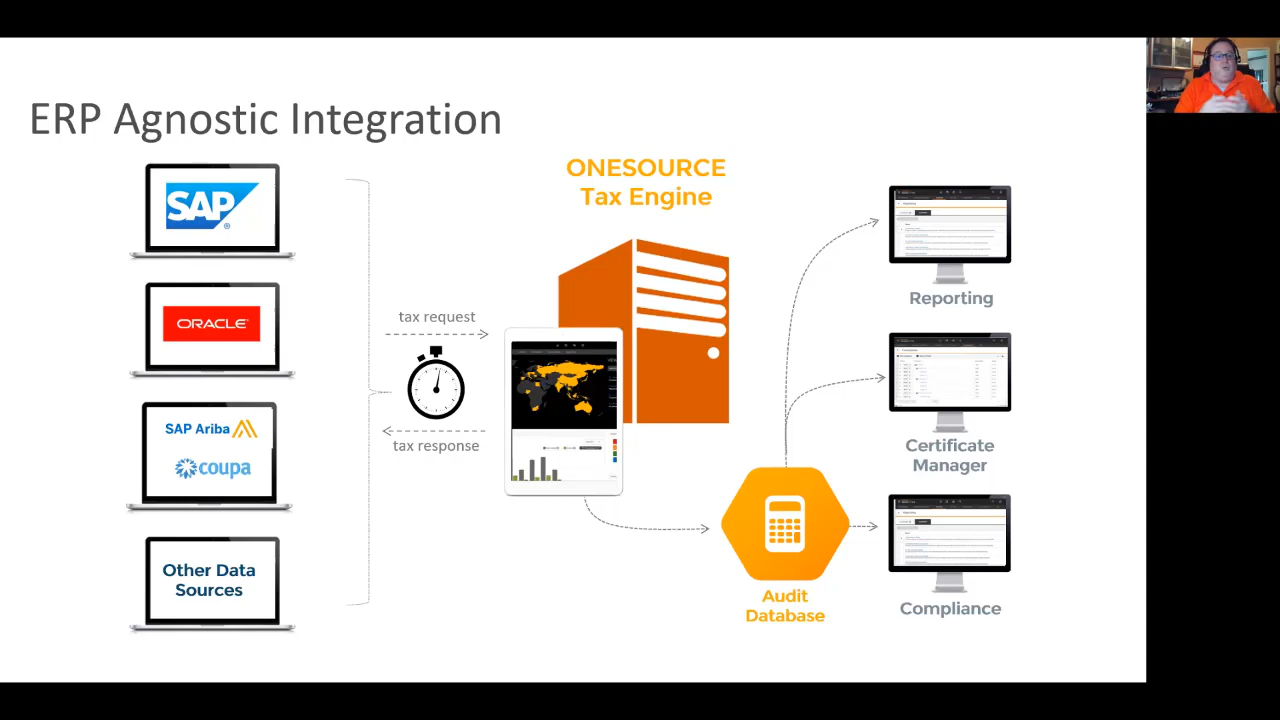 ERP Agnostic Integration
SAP
®
ORACLE
SAP Ariba
coupa
Other Data
Sources
tax request
tax response
ONESOURCE
Tax Engine
Audit
Database
Reporting
Certificate
Manager
Compliance